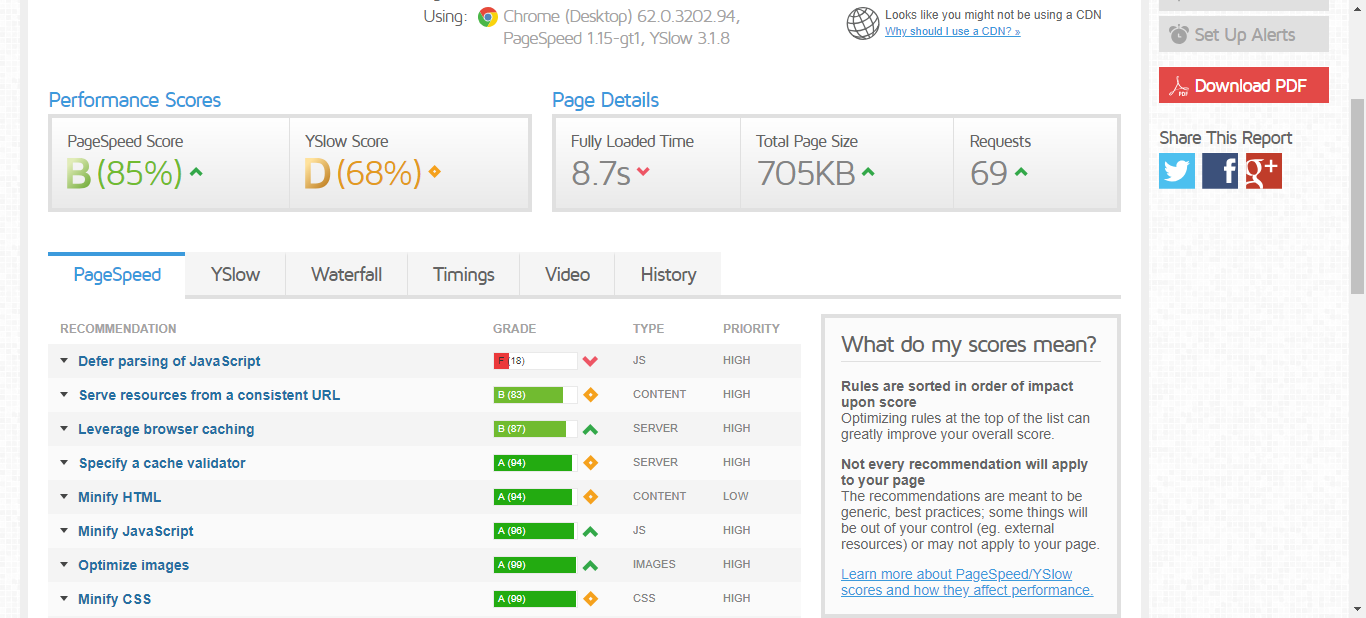 Using: Chrome (Desktop) 62.0.3202.94,
PageSpeed 1.15-gt1, YSlow 3.1.8
Looks like you might not be using a CDN
Why should I use a CDN? »
Set Up Alerts
PDF Download PDF
Share This Report
f
g+
Performance Scores
PageSpeed Score
B (85%)
YSlow Score
D (68%)
Page Details
Fully Loaded Time
8.7s
Total Page Size
705KB
Requests
69
PageSpeed YSlow Waterfall Timings Video History
RECOMMENDATION GRADE TYPE PRIORITY
Defer parsing of JavaScript F (18) JS HIGH
Serve resources from a consistent URL B (83) CONTENT HIGH
Leverage browser caching B (87) SERVER HIGH
Specify a cache validator A (94) SERVER HIGH
Minify HTML A (94) CONTENT LOW
Minify JavaScript A (96) JS HIGH
Optimize images A (99) IMAGES HIGH
Minify CSS A (99) CSS HIGH
What do my scores mean?
Rules are sorted in order of impact
upon score
Optimizing rules at the top of the list can
greatly improve your overall score.
Not every recommendation will apply
to your page
The recommendations are meant to be
generic, best practices; some things will
be out of your control (eg. external
resources) or may not apply to your page.
Learn more about PageSpeed/YSlow
scores and how they affect performance.